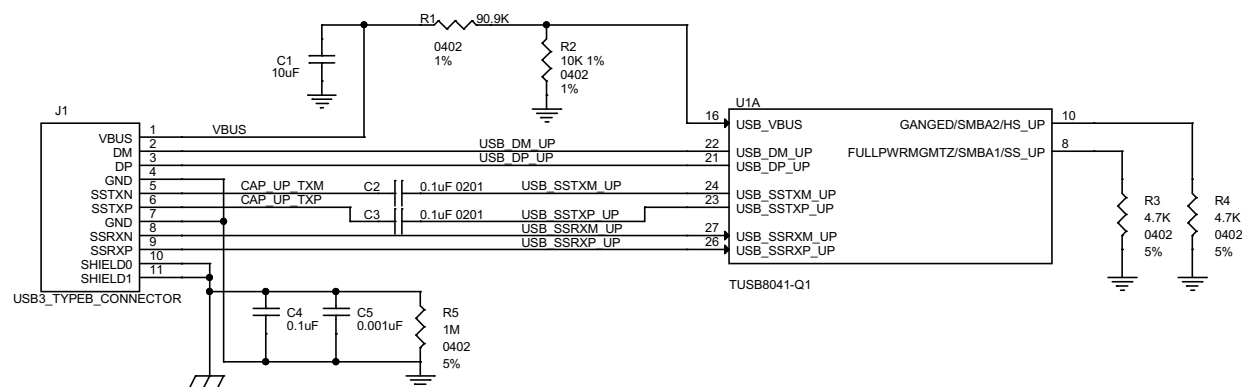 R1
90.9K
0402
1%
R2
10K 1%
0402
1%
C1
10uF
J1
VBUS
1
VBUS
DM
2
USB_DM_UP
DP
3
USB_DP_UP
GND
4
SSTXN
5
CAP_UP_TXM
C2
0.1uF 0201
USB_SSTXM_UP
SSTXP
6
CAP_UP_TXP
C3
0.1uF 0201
USB_SSTXP_UP
GND
7
SSRXN
8
USB_SSRXM_UP
SSRXP
9
USB_SSRXP_UP
SHIELD0
10
SHIELD1
11
USB3_TYPEB_CONNECTOR
U1A
16
USB_VBUS
22
USB_DM_UP
21
USB_DP_UP
24
USB_SSTXM_UP
23
USB_SSTXP_UP
27
USB_SSRXM_UP
26
USB_SSRXP_UP
GANGED/SMBA2/HS_UP
10
FULLPWRMGMTZ/SMBA1/SS_UP
8
TUSB8041-Q1
R3
4.7K
0402
5%
R4
4.7K
0402
5%
C4
0.1uF
C5
0.001uF
R5
1M
0402
5%